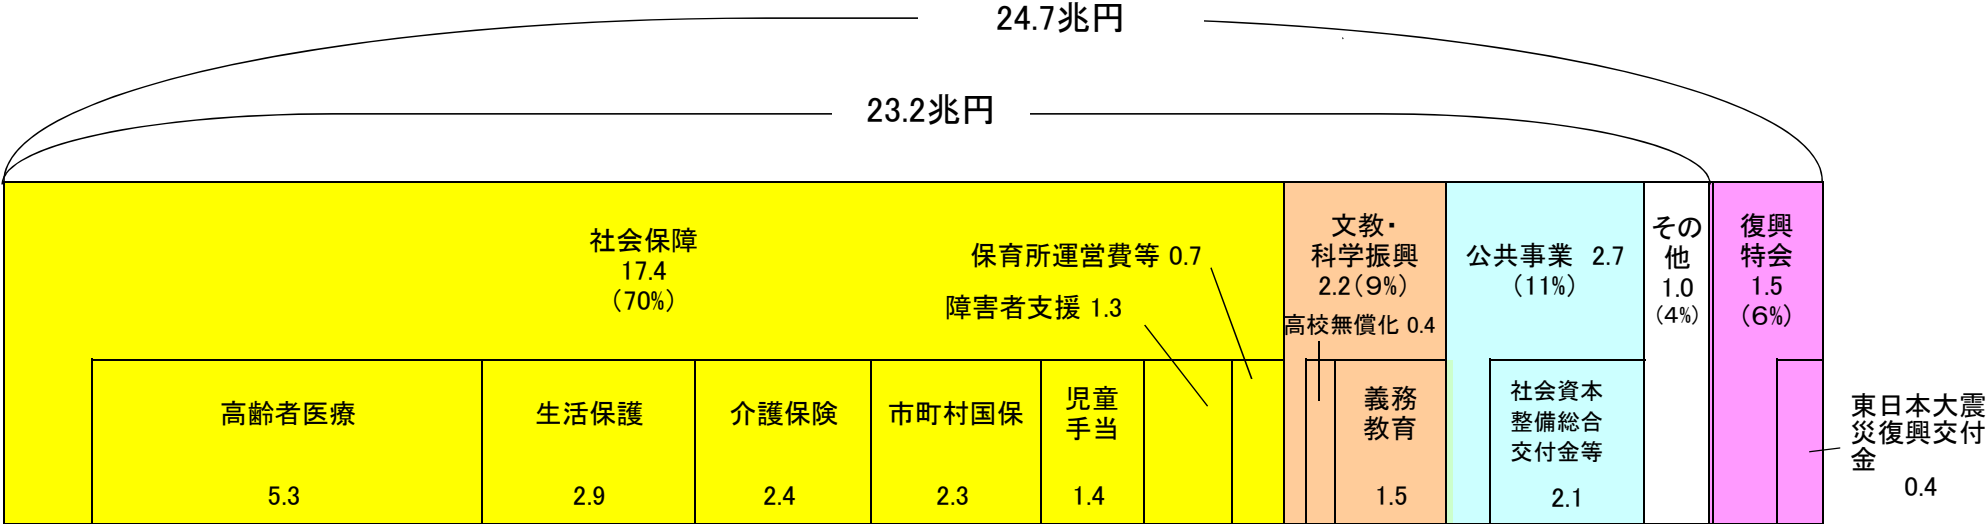 24.7兆円
23.2兆円
社会保障
17.4
(70%)
保育所運営費等 0.7
障害者支援 1.3
文教・
科学振興
2.2(9%)
高校無償化 0.4
公共事業 2.7
(11%)
その
他
1.0
(4%)
復興
特会
1.5
(6%)
高齢者医療
5.3
生活保護
2.9
介護保険
2.4
市町村国保
2.3
児童
手当
1.4
義務
教育
1.5
社会資本
整備総合
交付金等
2.1
東日本大震
災復興交付
金
0.4